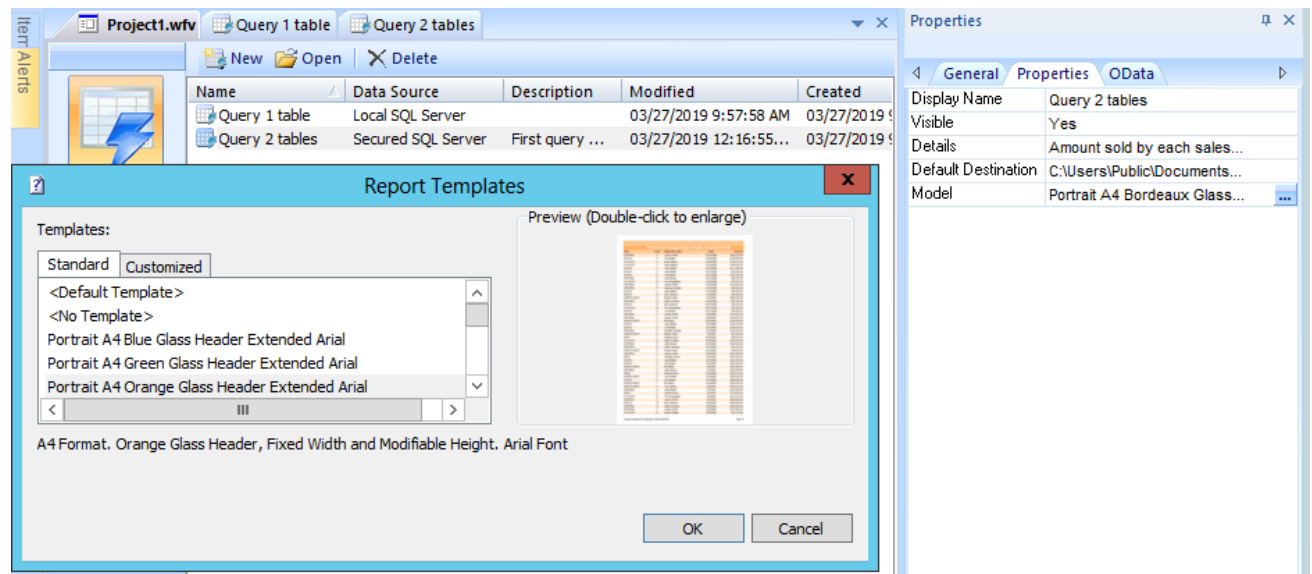 Item
Alerts
Project1.wfv
Query 1 table
Query 2 tables
New
Open
Delete
Name
Data Source
Description
Modified
Created
Query 1 table
Local SQL Server
03/27/2019 9:57:58 AM
03/27/2019 9
Query 2 tables
Secured SQL Server
First query ...
03/27/2019 12:16:55...
03/27/2019 9
Report Templates
x
Templates:
Standard
Customized
<Default Template>
<No Template>
Portrait A4 Blue Glass Header Extended Arial
Portrait A4 Green Glass Header Extended Arial
Portrait A4 Orange Glass Header Extended Arial
A4 Format. Orange Glass Header, Fixed Width and Modifiable Height. Arial Font
Preview (Double-click to enlarge)
OK
Cancel
Properties
General
Properties
OData
Display Name
Query 2 tables
Visible
Yes
Details
Amount sold by each sales...
Default Destination
C:\Users\Public\Documents...
Model
Portrait A4 Bordeaux Glass...
...